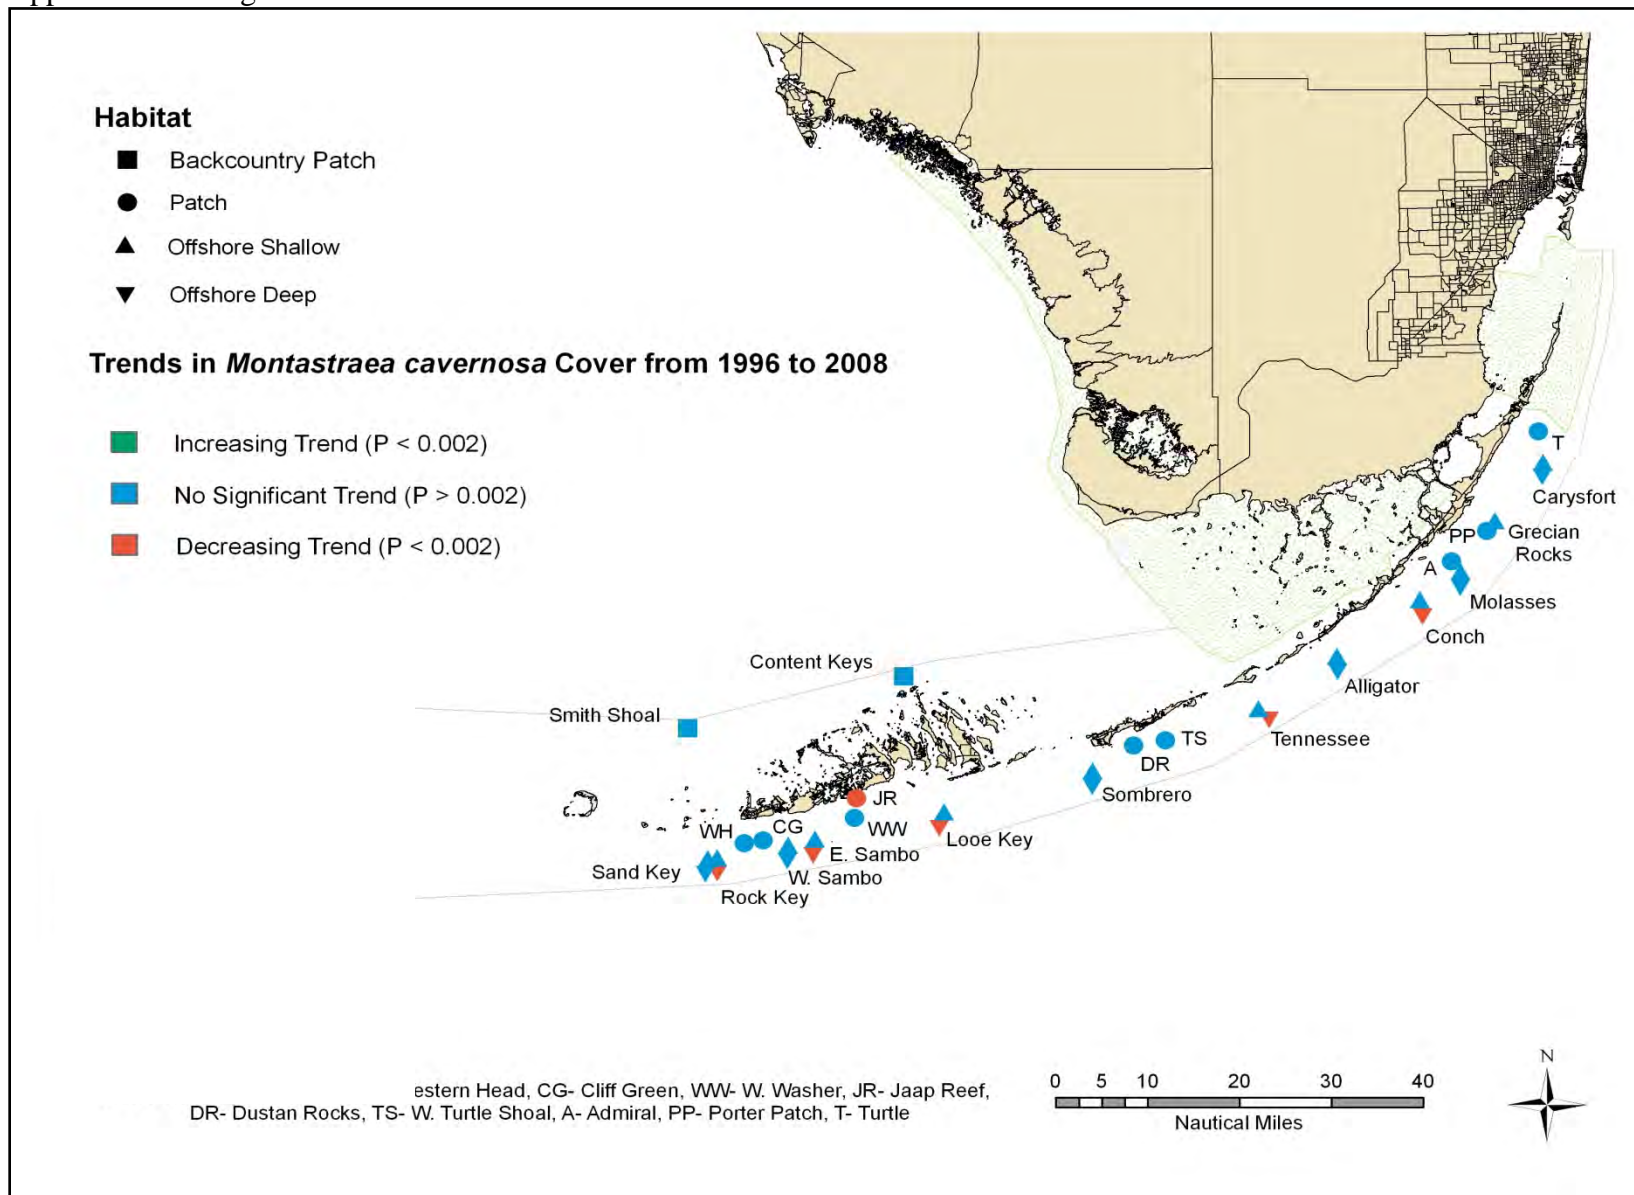 Habitat
Backcountry Patch
Patch
Offshore Shallow
Offshore Deep
Trends in Montastraea cavernosa Cover from 1996 to 2008
Increasing Trend (P < 0.002)
No Significant Trend (P > 0.002)
Decreasing Trend (P < 0.002)
T
Carysfort
PP
Grecian
Rocks
A
Molasses
Conch
Content Keys
Alligator
Smith Shoal
Tennessee
TS
DR
Sombrero
JR
WH
CG
WW
Looe Key
E. Sambo
Sand Key
W. Sambo
Rock Key
estern Head, CG- Cliff Green, WW- W. Washer, JR- Jaap Reef,
DR- Dustan Rocks, TS- W. Turtle Shoal, A- Admiral, PP- Porter Patch, T- Turtle
0 5 10 20 30 40
Nautical Miles
N